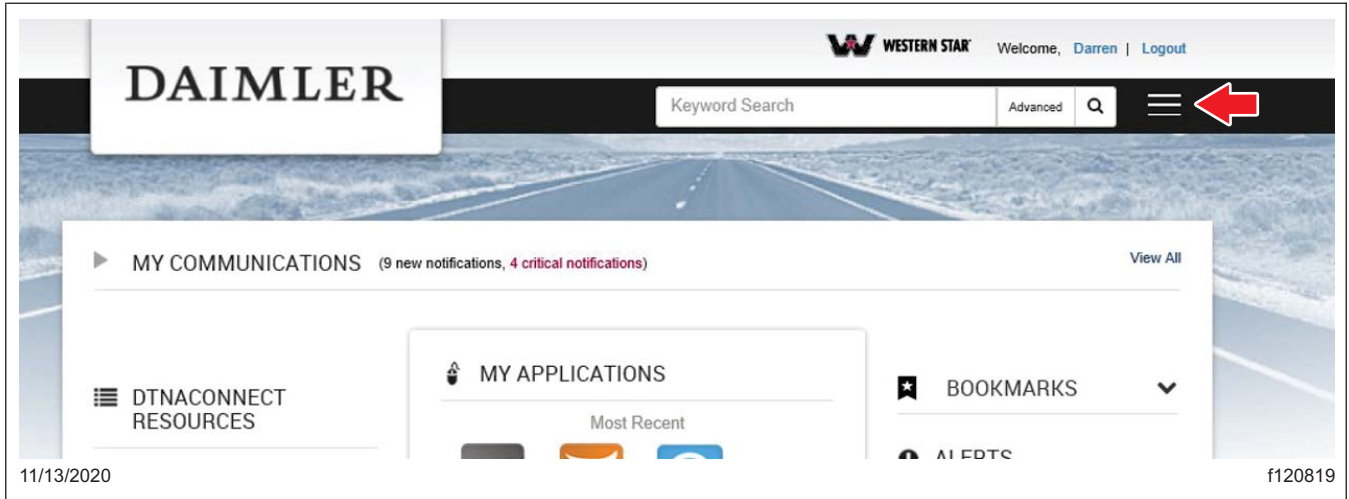 WESTERN STAR Welcome, Darren | Logout
DAIMLER
Keyword Search Advanced
MY COMMUNICATIONS (9 new notifications, 4 critical notifications) View All
MY APPLICATIONS
BOOKMARKS
DTNACONNECT
RESOURCES
Most Recent
ALERTS
11/13/2020 f120819